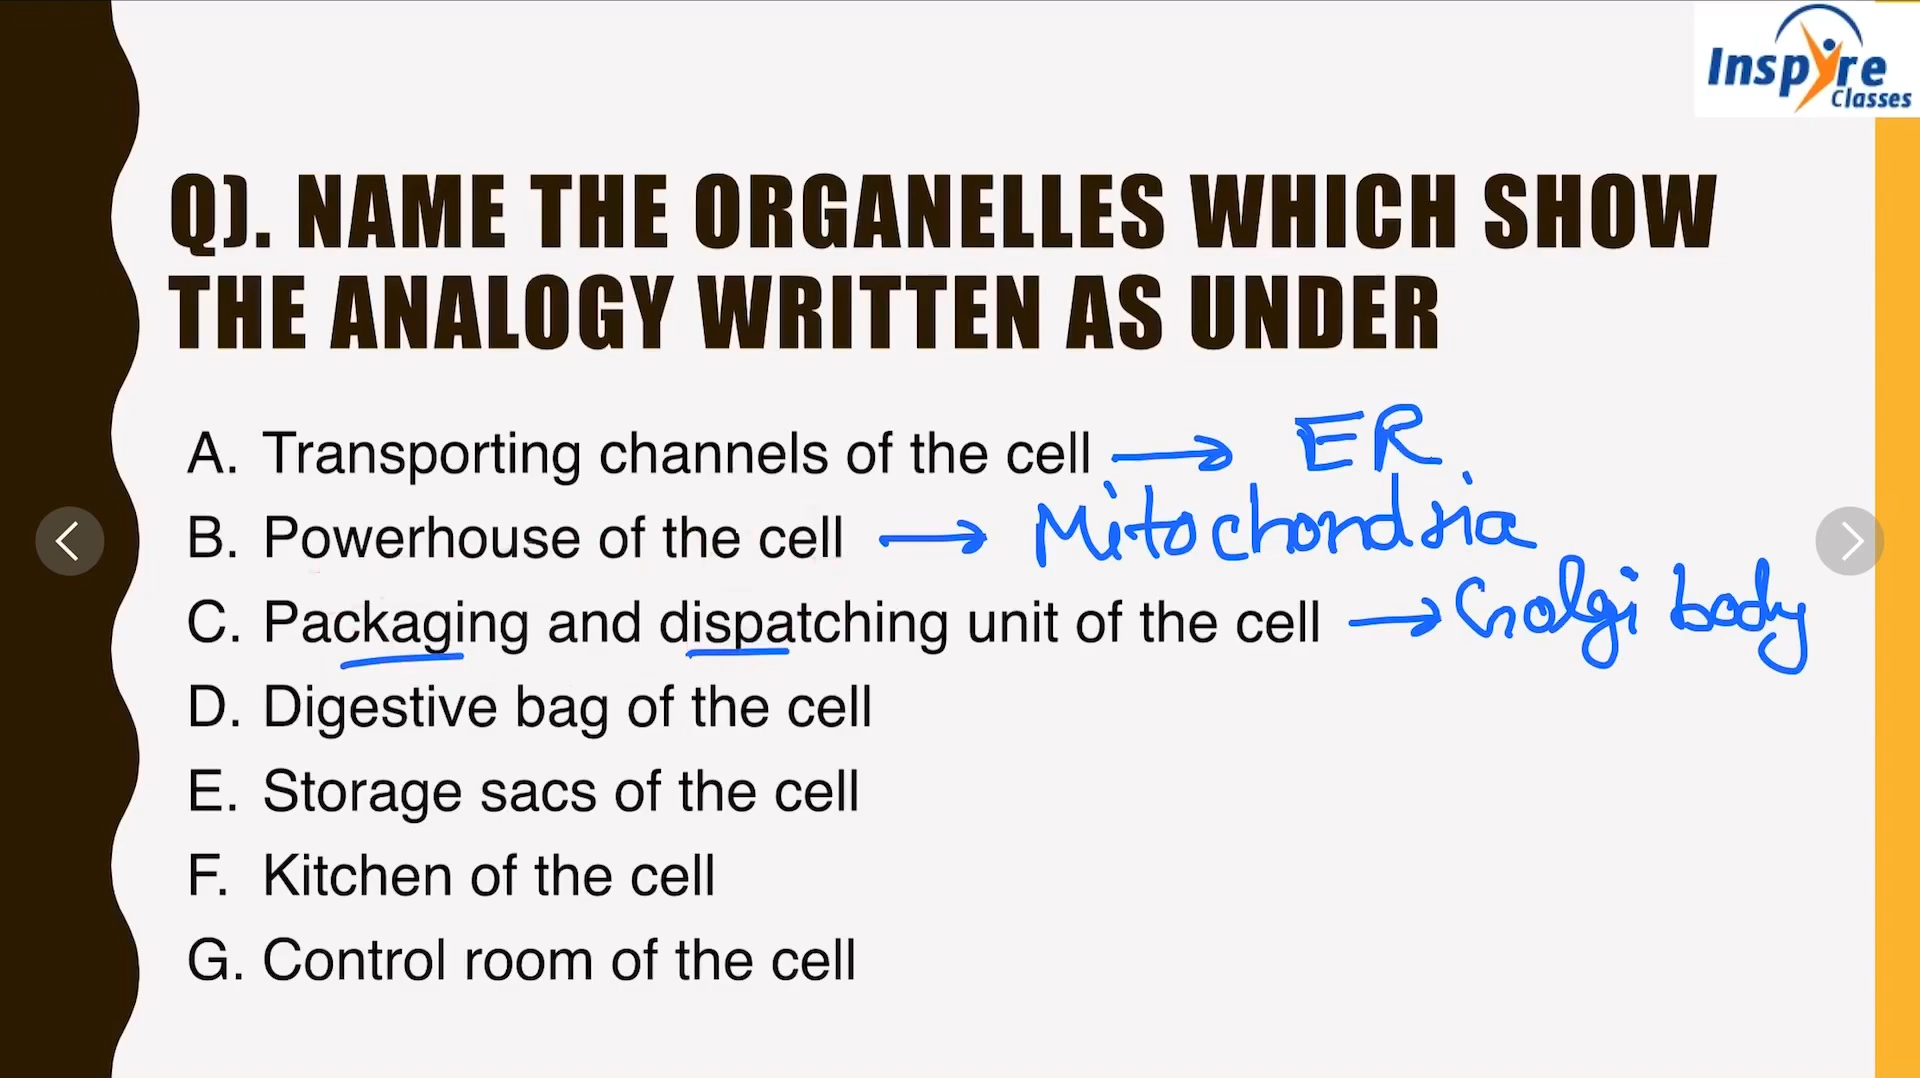 Inspyre
Classes
Q). NAME THE ORGANELLES WHICH SHOW
THE ANALOGY WRITTEN AS UNDER
A. Transporting channels of the cell → ER
B. Powerhouse of the cell → Mitochondria
C. Packaging and dispatching unit of the cell → Golgi body
D. Digestive bag of the cell
E. Storage sacs of the cell
F. Kitchen of the cell
G. Control room of the cell